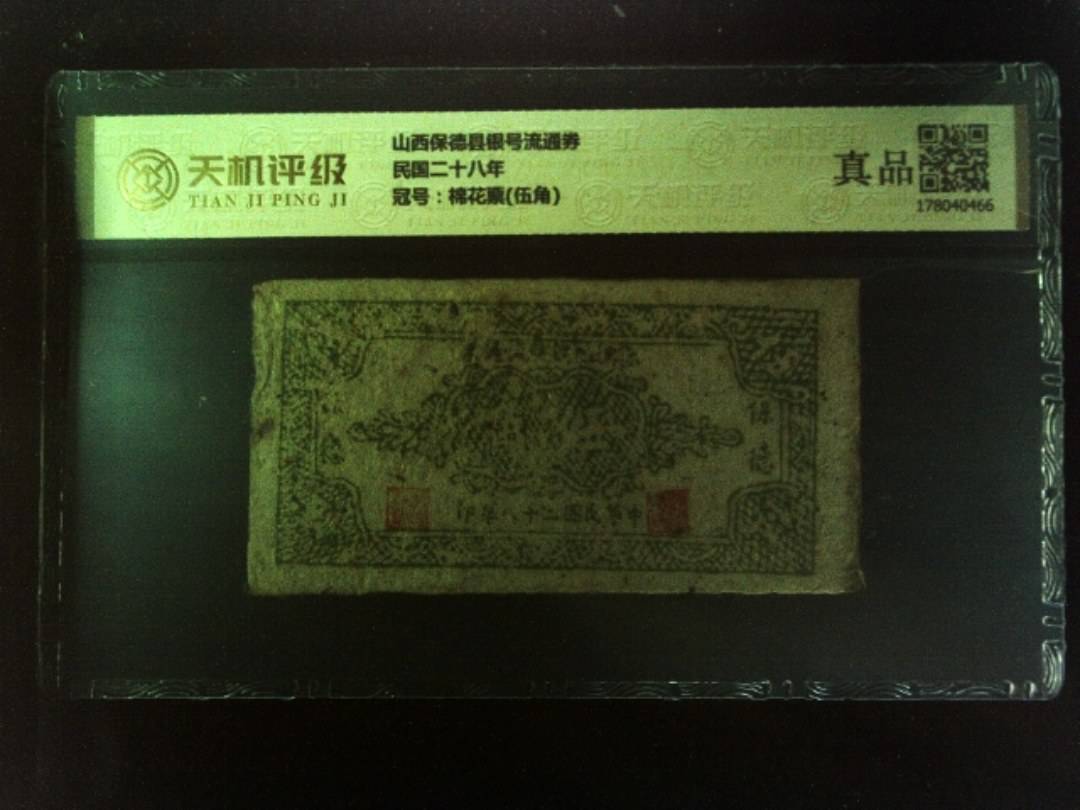 天机评级
TIAN JI PING JI
山西保德县银号流通券
民国二十八年
冠号：棉花票(伍角)
真品
178040466
保德
印年八十二國民華中